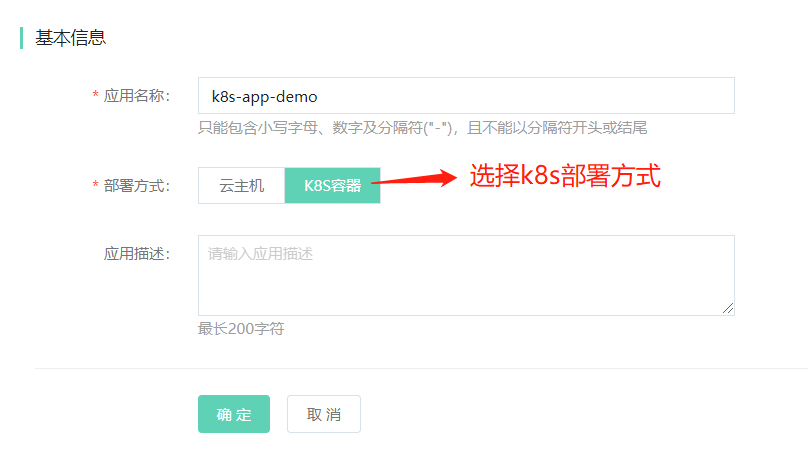 基本信息
* 应用名称： k8s-app-demo
只能包含小写字母、数字及分隔符("-")，且不能以分隔符开头或结尾
* 部署方式： 云主机 K8S容器 选择k8s部署方式
应用描述： 请输入应用描述
最长200字符
确 定 取 消